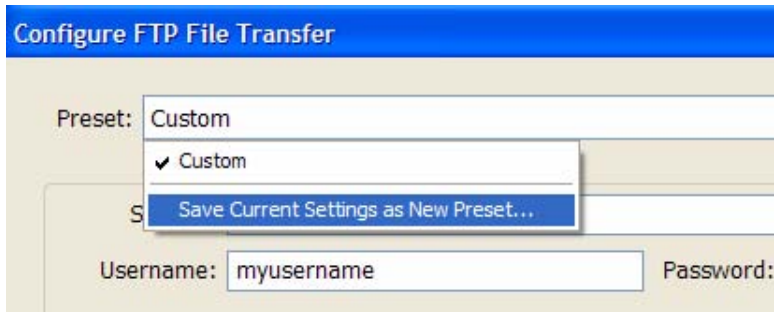 Configure FTP File Transfer
Preset: Custom
✓ Custom
Save Current Settings as New Preset...
S
Username: myusername Password: